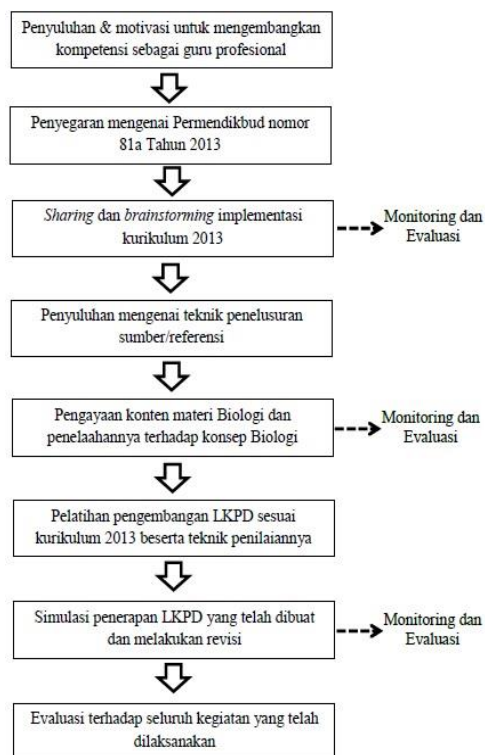 Penyuluhan & motivasi untuk mengembangkan
kompetensi sebagai guru profesional
Penyegaran mengenai Permendikbud nomor
81a Tahun 2013
Sharing dan brainstorming implementasi
kurikulum 2013
Monitoring dan
Evaluasi
Penyuluhan mengenai teknik penelusuran
sumber/referensi
Pengayaan konten materi Biologi dan
penelaahannya terhadap konsep Biologi
Monitoring dan
Evaluasi
Pelatihan pengembangan LKPD sesuai
kurikulum 2013 beserta teknik penilaiannya
Simulasi penerapan LKPD yang telah dibuat
dan melakukan revisi
Monitoring dan
Evaluasi
Evaluasi terhadap seluruh kegiatan yang telah
dilaksanakan